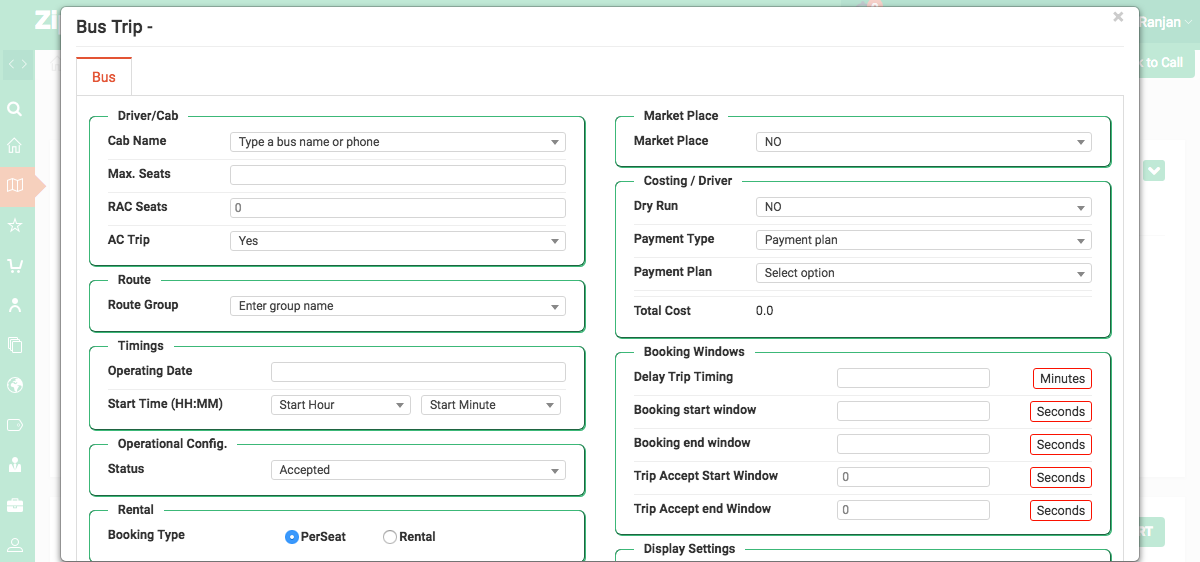 Zi
Bus Trip -
×
Ranjan
to Call
Bus
Driver/Cab
Cab Name Type a bus name or phone
Max. Seats
RAC Seats 0
AC Trip Yes
Route
Route Group Enter group name
Timings
Operating Date
Start Time (HH:MM) Start Hour Start Minute
Operational Config.
Status Accepted
Rental
Booking Type PerSeat Rental
Market Place
Market Place NO
Costing / Driver
Dry Run NO
Payment Type Payment plan
Payment Plan Select option
Total Cost 0.0
Booking Windows
Delay Trip Timing Minutes
Booking start window Seconds
Booking end window Seconds
Trip Accept Start Window 0 Seconds
Trip Accept end Window 0 Seconds
Display Settings